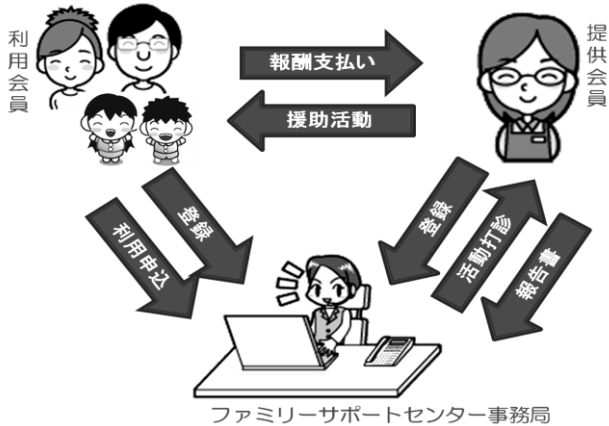 利用会員
提供会員
報酬支払い
援助活動
登録
利用申込
登録
活動打診
報告書
ファミリーサポートセンター事務局